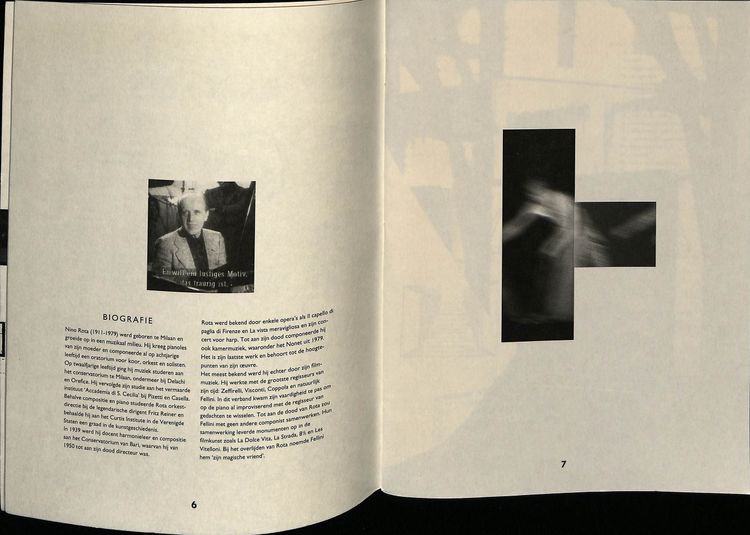 Er will ein lustiges Motiv,
das traurig ist.
BIOGRAFIE
Nino Rota (1911-1979) werd geboren te Milaan en
groeide op in een muzikaal milieu. Hij kreeg pianoles
van zijn moeder en componeerde al op achtjarige
leeftijd een oratorium voor koor, orkest en solisten.
Op twaalfjarige leeftijd ging hij muziek studeren aan
het conservatorium te Milaan, ondermeer bij Delachi
en Orefice. Hij vervolgde zijn studie aan het vermaarde
instituut 'Accademia di S. Cecilia' bij Pizetti en Casella.
Behalve compositie en piano studeerde Rota orkest-
directie bij de legendarische dirigent Fritz Reiner en
behaalde hij aan het Curtis Institute in de Verenigde
Staten een graad in de kunstgeschiedenis.
In 1939 werd hij docent harmonieleer en compositie
aan het Conservatorium van Bari, waarvan hij van
1950 tot aan zijn dood directeur was.
Rota werd bekend door enkele opera's als Il capello di
paglia di Firenze en La visita meravigliosa en zijn con-
cert voor harp. Tot aan zijn dood componeerde hij
ook kamermuziek, waaronder het Nonet uit 1979.
Het is zijn laatste werk en behoort tot de hoogte-
punten van zijn œuvre.
Het meest bekend werd hij echter door zijn film-
muziek. Hij werkte met de grootste regisseurs van
zijn tijd: Zeffirelli, Visconti, Coppola en natuurlijk
Fellini. In dit verband kwam zijn vaardigheid te pas om
op de piano al improviserend met de regisseur van
gedachten te wisselen. Tot aan de dood van Rota zou
Fellini met geen andere componist samenwerken. Hun
samenwerking leverde monumenten op in de
filmkunst zoals La Dolce Vita, La Strada, 8½ en Les
Vitelloni. Bij het overlijden van Rota noemde Fellini
hem 'zijn magische vriend'.
6
7